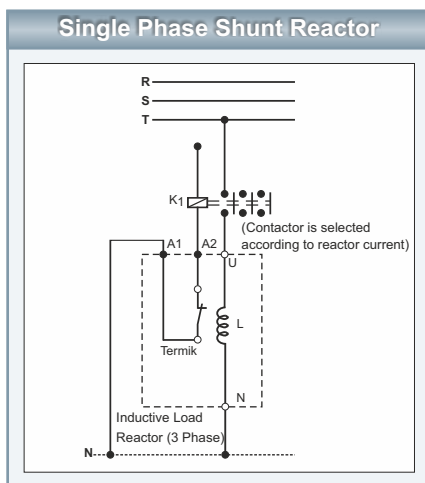 Single Phase Shunt Reactor
R
S
T
K1
(Contactor is selected
according to reactor current)
A1 A2
U
L
Termik
N
Inductive Load
Reactor (3 Phase)
N